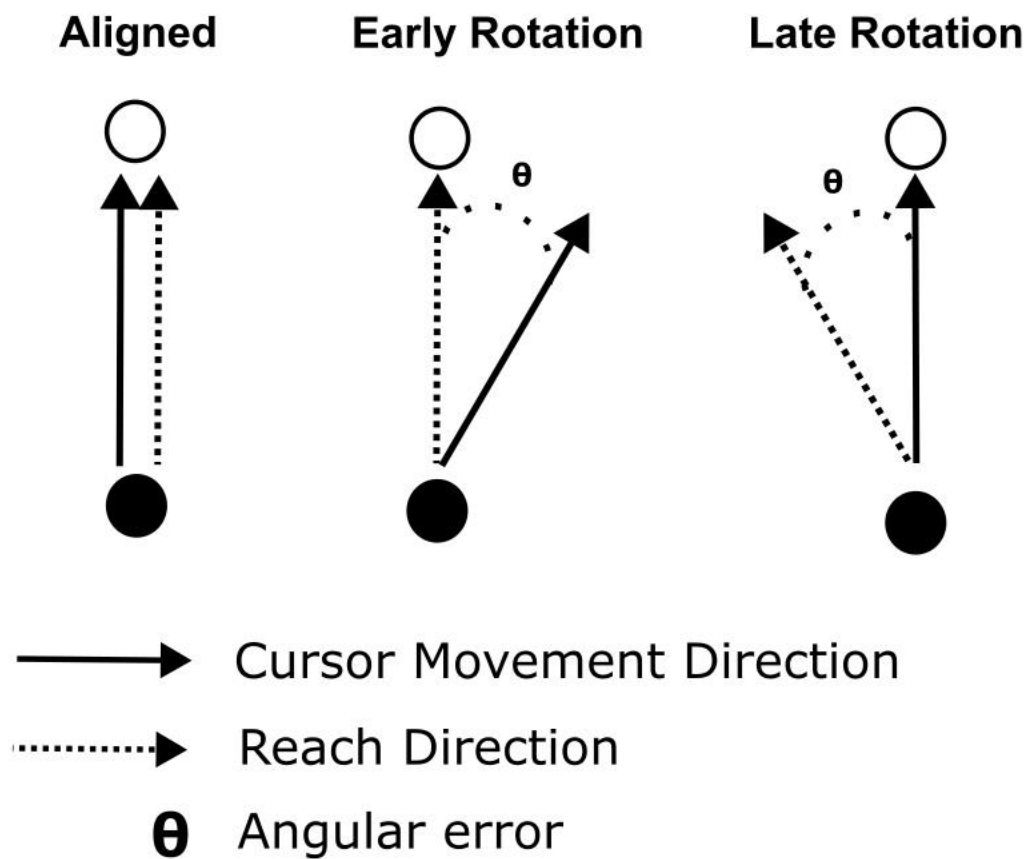 Aligned
Early Rotation
Late Rotation
θ
θ
Cursor Movement Direction
Reach Direction
θ Angular error